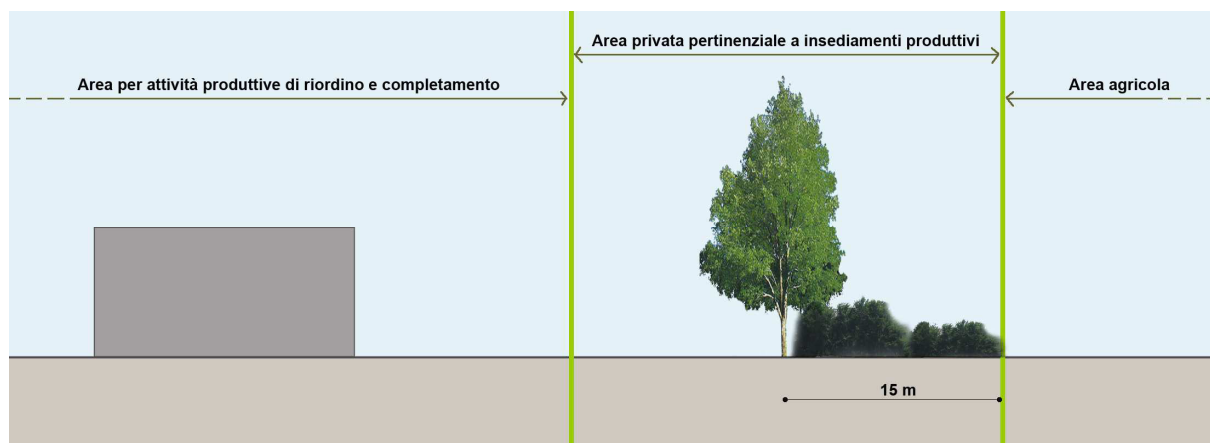 Area privata pertinenziale a insediamenti produttivi
Area per attività produttive di riordino e completamento
Area agricola
15 m